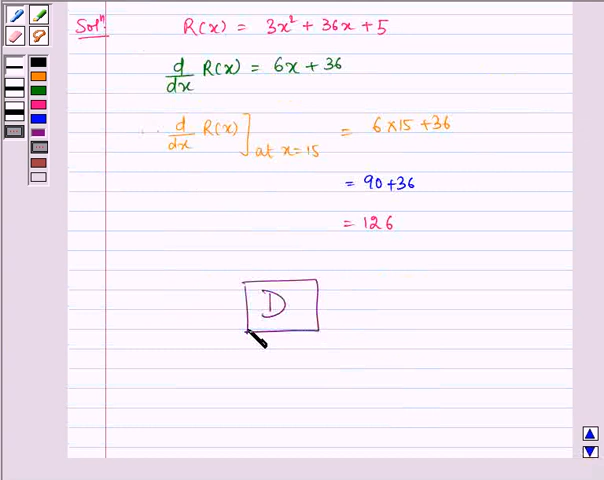 Solⁿ. R(x) = 3x² + 36x + 5
d/dx R(x) = 6x + 36
d/dx R(x)] at x = 15 = 6 × 15 + 36
= 90 + 36
= 126
D